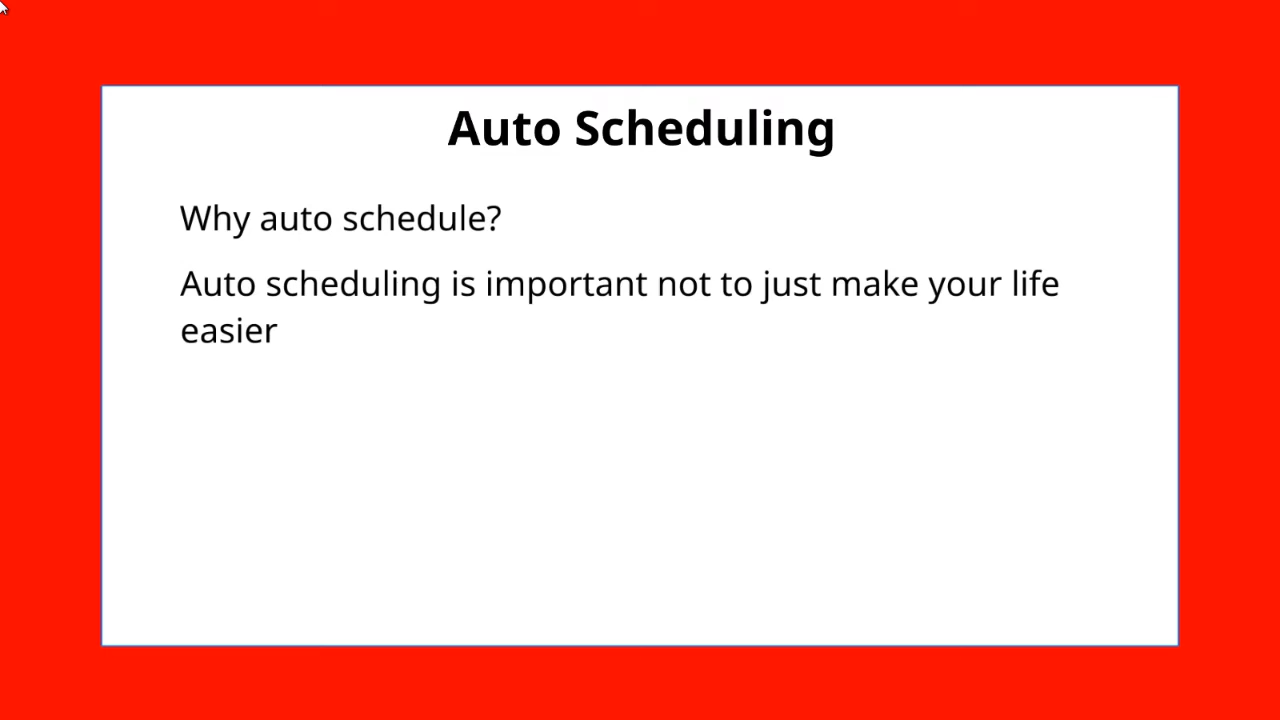 Auto Scheduling
Why auto schedule?
Auto scheduling is important not to just make your life
easier